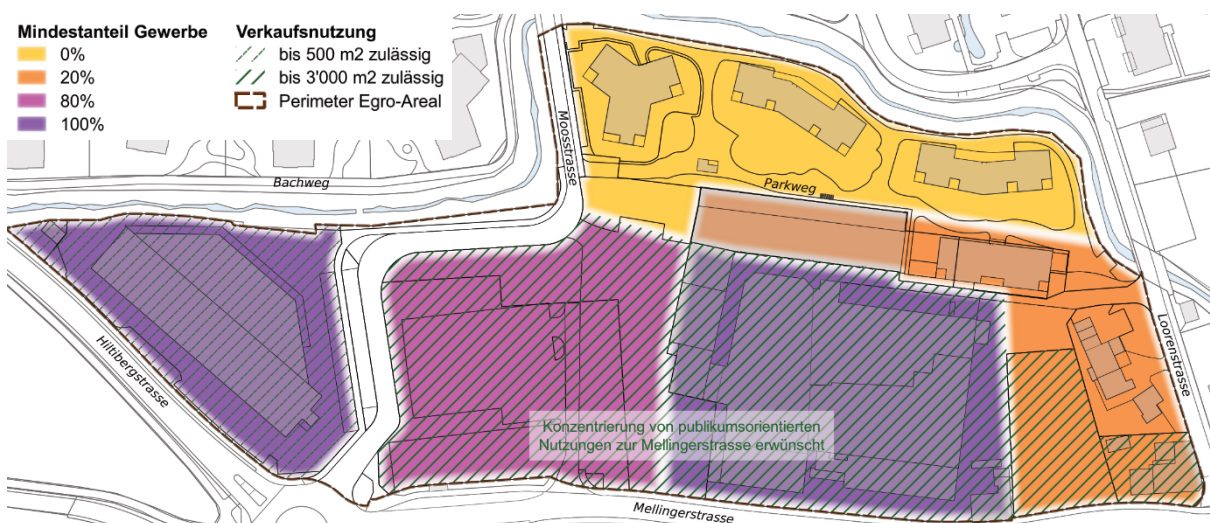 Mindestanteil Gewerbe
0%
20%
80%
100%
Verkaufsnutzung
bis 500 m2 zulässig
bis 3'000 m2 zulässig
Perimeter Egro-Areal
Moosstrasse
Bachweg
Parkweg
Hiltibergstrasse
Loorenstrasse
Konzentrierung von publikumsorientierten
Nutzungen zur Mellingerstrasse erwünscht
Mellingerstrasse